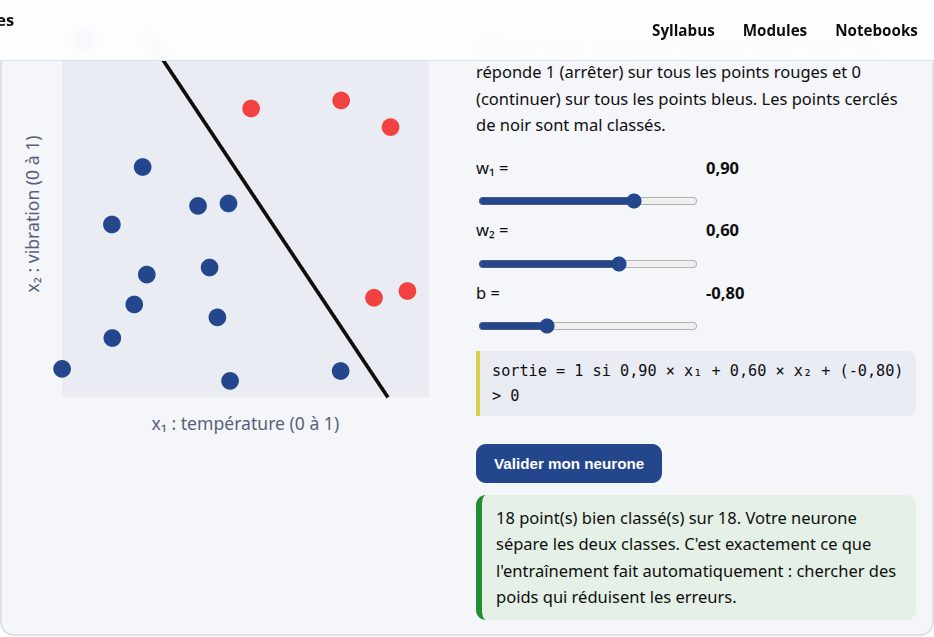 es
Syllabus Modules Notebooks
réponde 1 (arrêter) sur tous les points rouges et 0
(continuer) sur tous les points bleus. Les points cerclés
de noir sont mal classés.
x₂ : vibration (0 à 1)
x₁ : température (0 à 1)
w₁ = 0,90
w₂ = 0,60
b = -0,80
sortie = 1 si 0,90 × x₁ + 0,60 × x₂ + (-0,80)
> 0
Valider mon neurone
18 point(s) bien classé(s) sur 18. Votre neurone
sépare les deux classes. C'est exactement ce que
l'entraînement fait automatiquement : chercher des
poids qui réduisent les erreurs.